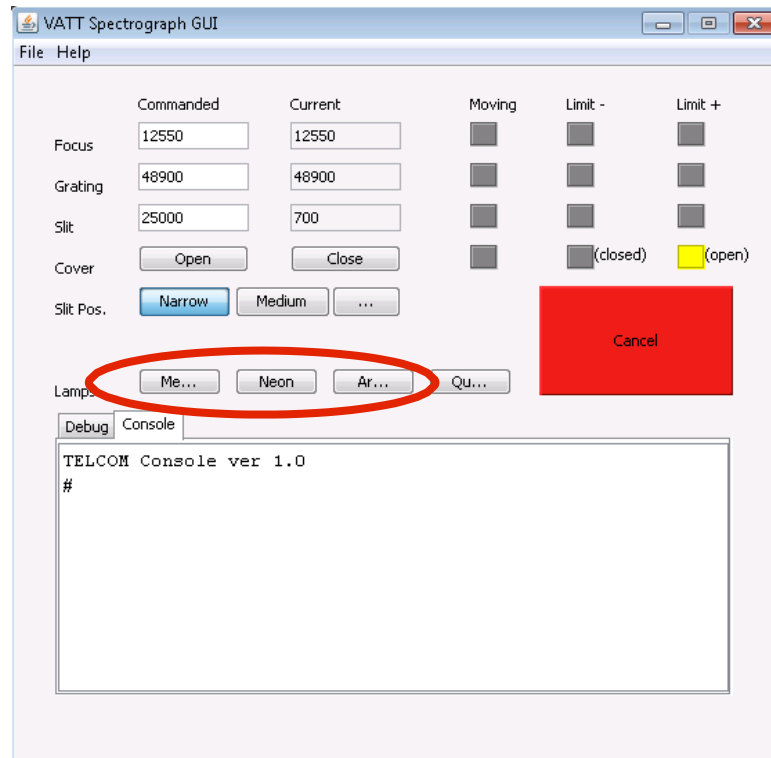 VATT Spectrograph GUI
File Help
Commanded Current Moving Limit - Limit +
Focus 12550 12550
Grating 48900 48900
Slit 25000 700
Cover Open Close (closed) (open)
Slit Pos. Narrow Medium ...
Cancel
Lamps Me... Neon Ar... Qu...
Debug Console
TELCOM Console ver 1.0
#